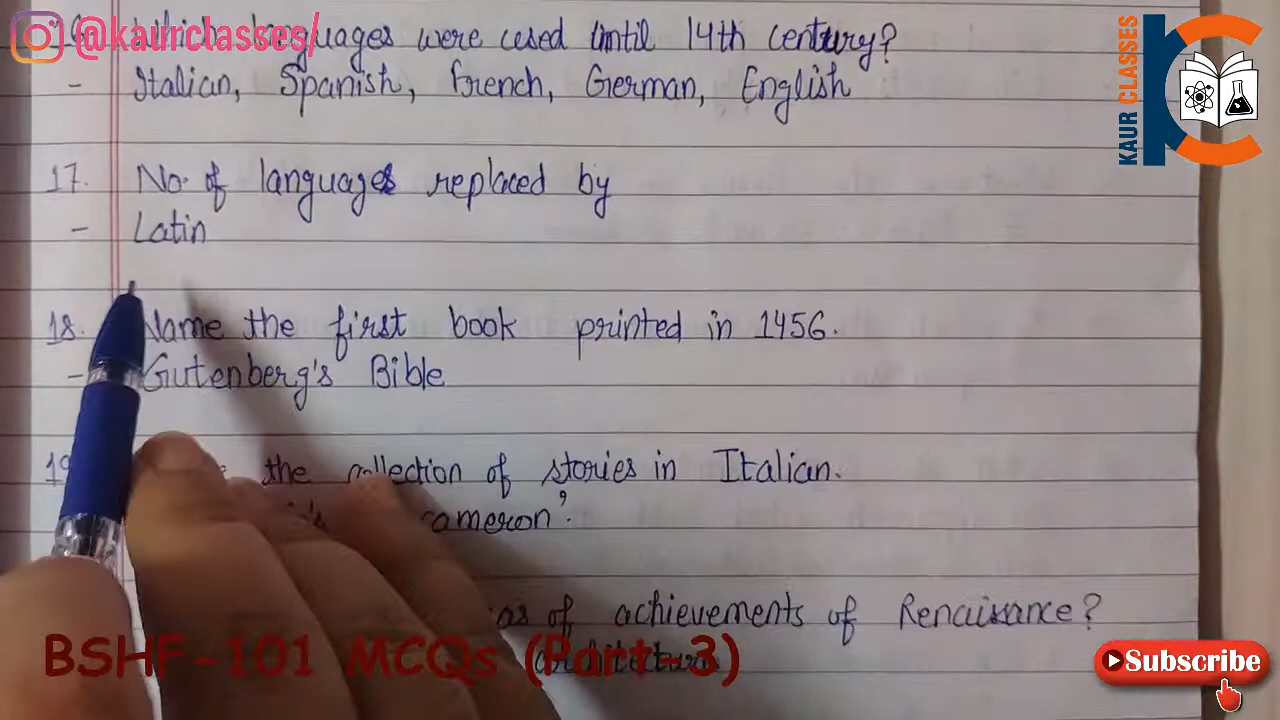 @kaurclasses/
languages were used Until 14th century?
- Italian, Spanish, French, German, English
17. No. of languages replaced by
- Latin
18. Name the first book printed in 1456.
- Gutenberg's Bible
19 the collection of stories in Italian.
of achievements of Renaissance?
BSHF-101 MCQs (Part-3)
KAUR CLASSES
Subscribe